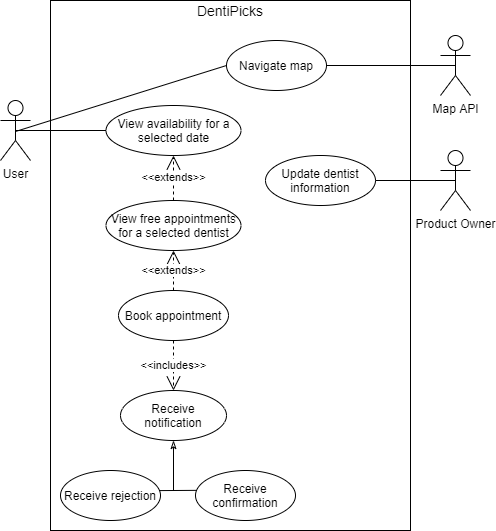 DentiPicks
Navigate map
Map API
User
View availability for a
selected date
<<extends>>
Update dentist
information
Product Owner
View free appointments
for a selected dentist
<<extends>>
Book appointment
<<includes>>
Receive
notification
Receive rejection
Receive
confirmation